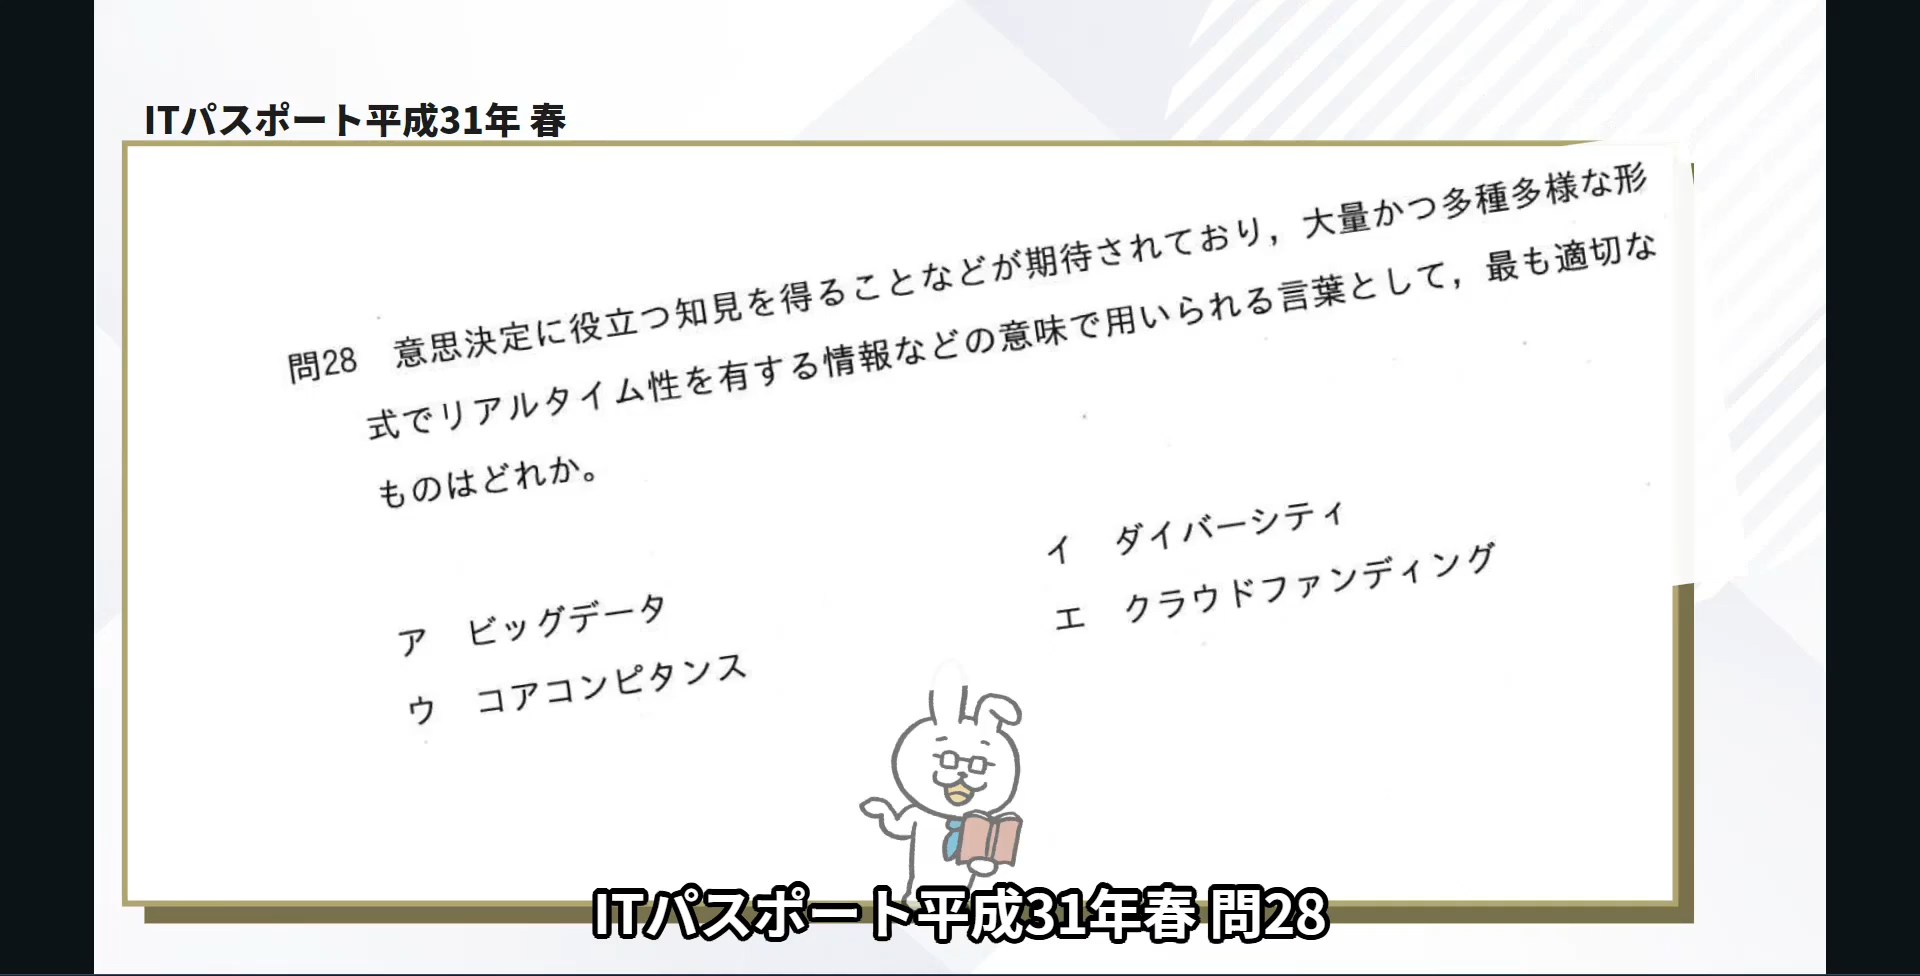 ITパスポート平成31年 春
問28　意思決定に役立つ知見を得ることなどが期待されており，大量かつ多種多様な形
式でリアルタイム性を有する情報などの意味で用いられる言葉として，最も適切な
ものはどれか。
ア　ビッグデータ
イ　ダイバーシティ
ウ　コアコンピタンス
エ　クラウドファンディング
ITパスポート平成31年春 問28